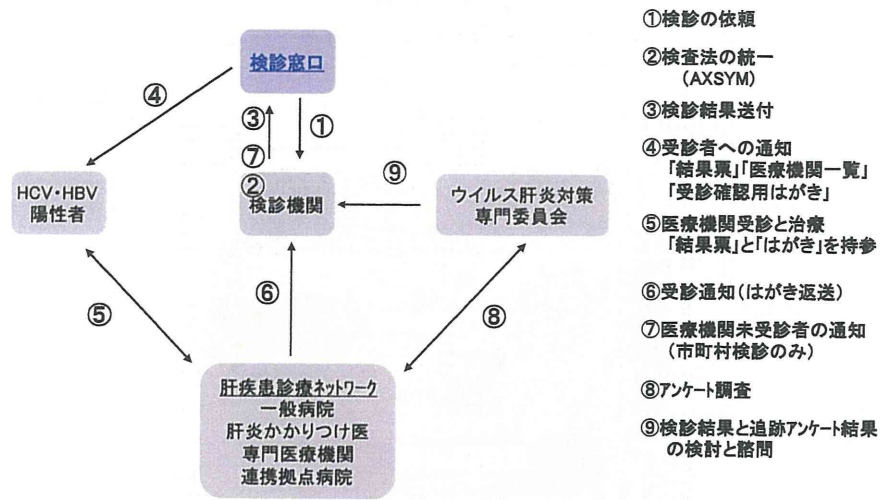 検診窓口
④
③
①
⑦
②
検診機関
⑨
HCV・HBV
陽性者
ウイルス肝炎対策
専門委員会
⑤
⑥
⑧
肝疾患診療ネットワーク
一般病院
肝炎かかりつけ医
専門医療機関
連携拠点病院
①検診の依頼
②検査法の統一
(AXSYM)
③検診結果送付
④受診者への通知
「結果票」「医療機関一覧」
「受診確認用はがき」
⑤医療機関受診と治療
「結果票」と「はがき」を持参
⑥受診通知(はがき返送)
⑦医療機関未受診者の通知
(市町村検診のみ)
⑧アンケート調査
⑨検診結果と追跡アンケート結果
の検討と諮問